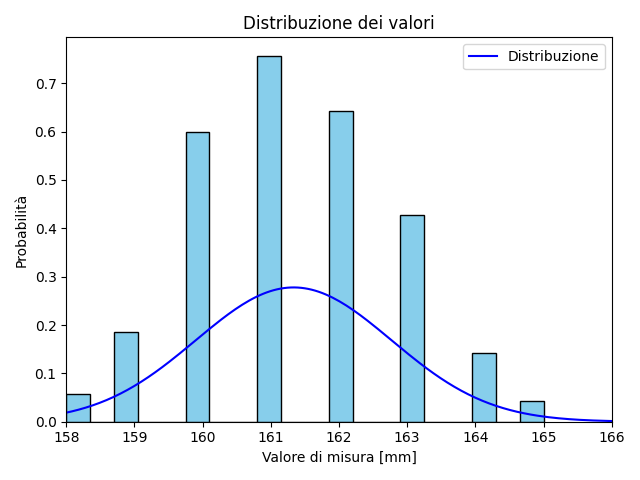 Distribuzione dei valori
Distribuzione
Probabilità
0.7
0.6
0.5
0.4
0.3
0.2
0.1
0.0
158 159 160 161 162 163 164 165 166
Valore di misura [mm]